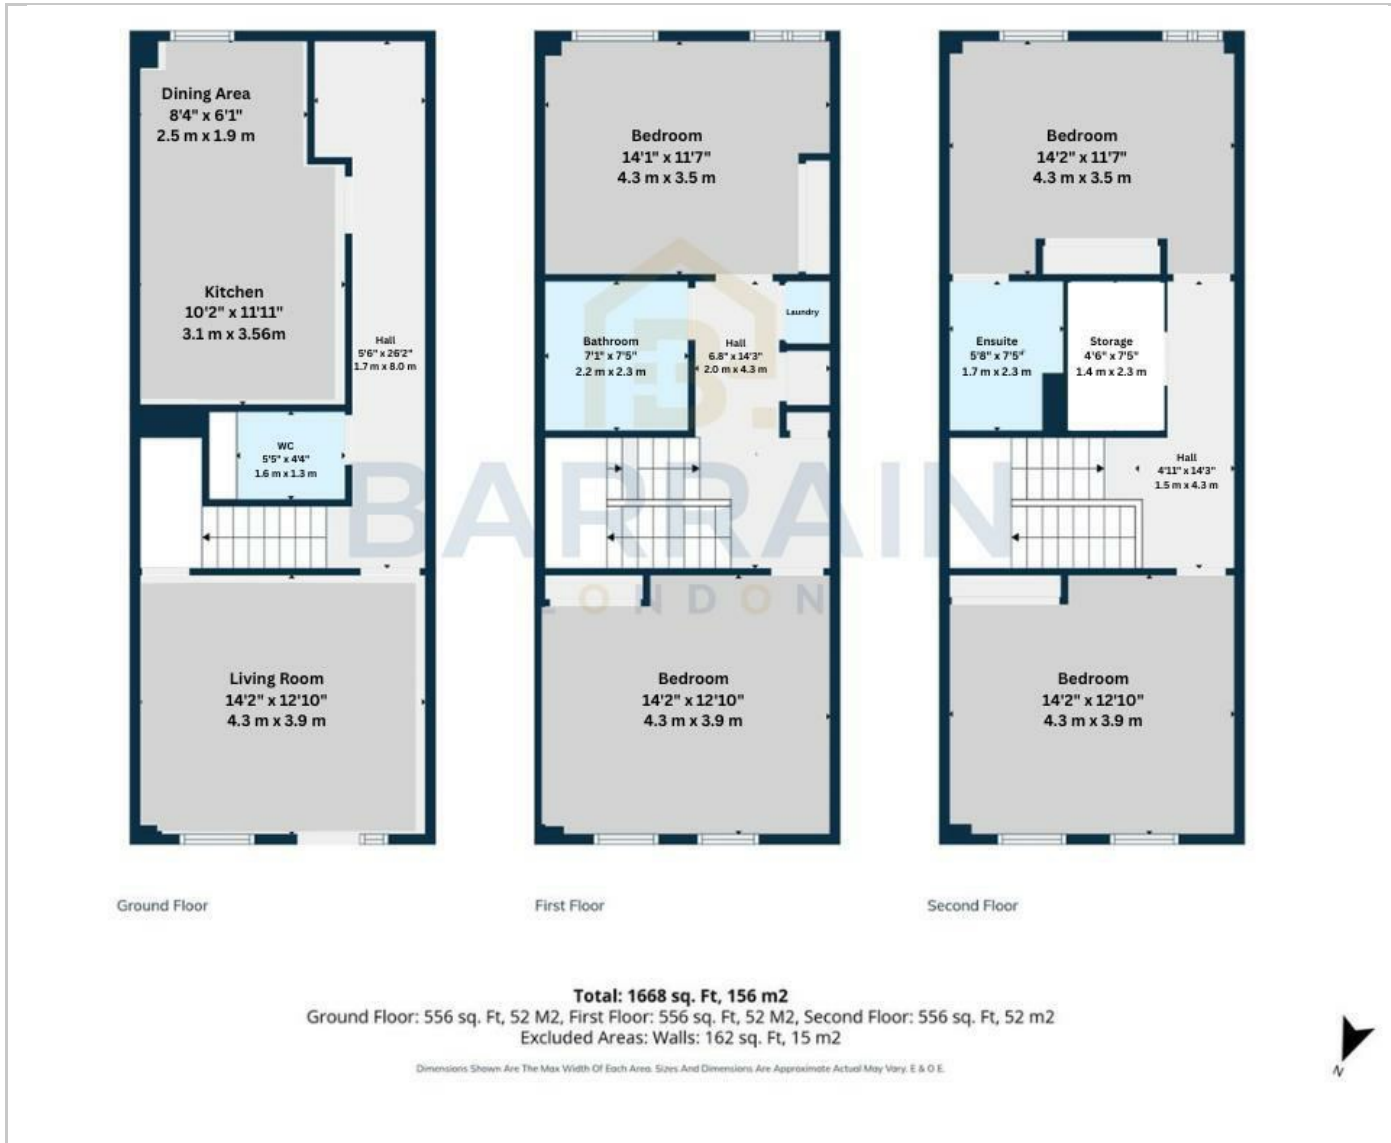 Dining Area
8'4" x 6'1"
2.5 m x 1.9 m
Kitchen
10'2" x 11'11"
3.1 m x 3.56m
Hall
5'6" x 26'2"
1.7 m x 8.0 m
WC
5'5" x 4'4"
1.6 m x 1.3 m
Living Room
14'2" x 12'10"
4.3 m x 3.9 m
Ground Floor
Bedroom
14'1" x 11'7"
4.3 m x 3.5 m
Bathroom
7'1" x 7'5"
2.2 m x 2.3 m
Hall
6.8" x 14'3"
2.0 m x 4.3 m
Laundry
Bedroom
14'2" x 12'10"
4.3 m x 3.9 m
First Floor
Bedroom
14'2" x 11'7"
4.3 m x 3.5 m
Ensuite
5'8" x 7'5"
1.7 m x 2.3 m
Storage
4'6" x 7'5"
1.4 m x 2.3 m
Hall
4'11" x 14'3"
1.5 m x 4.3 m
Bedroom
14'2" x 12'10"
4.3 m x 3.9 m
Second Floor
B.
BARRAIN
LONDON
Total: 1668 sq. Ft, 156 m2
Ground Floor: 556 sq. Ft, 52 M2, First Floor: 556 sq. Ft, 52 M2, Second Floor: 556 sq. Ft, 52 m2
Excluded Areas: Walls: 162 sq. Ft, 15 m2
Dimensions Shown Are The Max Width Of Each Area. Sizes And Dimensions Are Approximate Actual May Vary. E & O E.
N